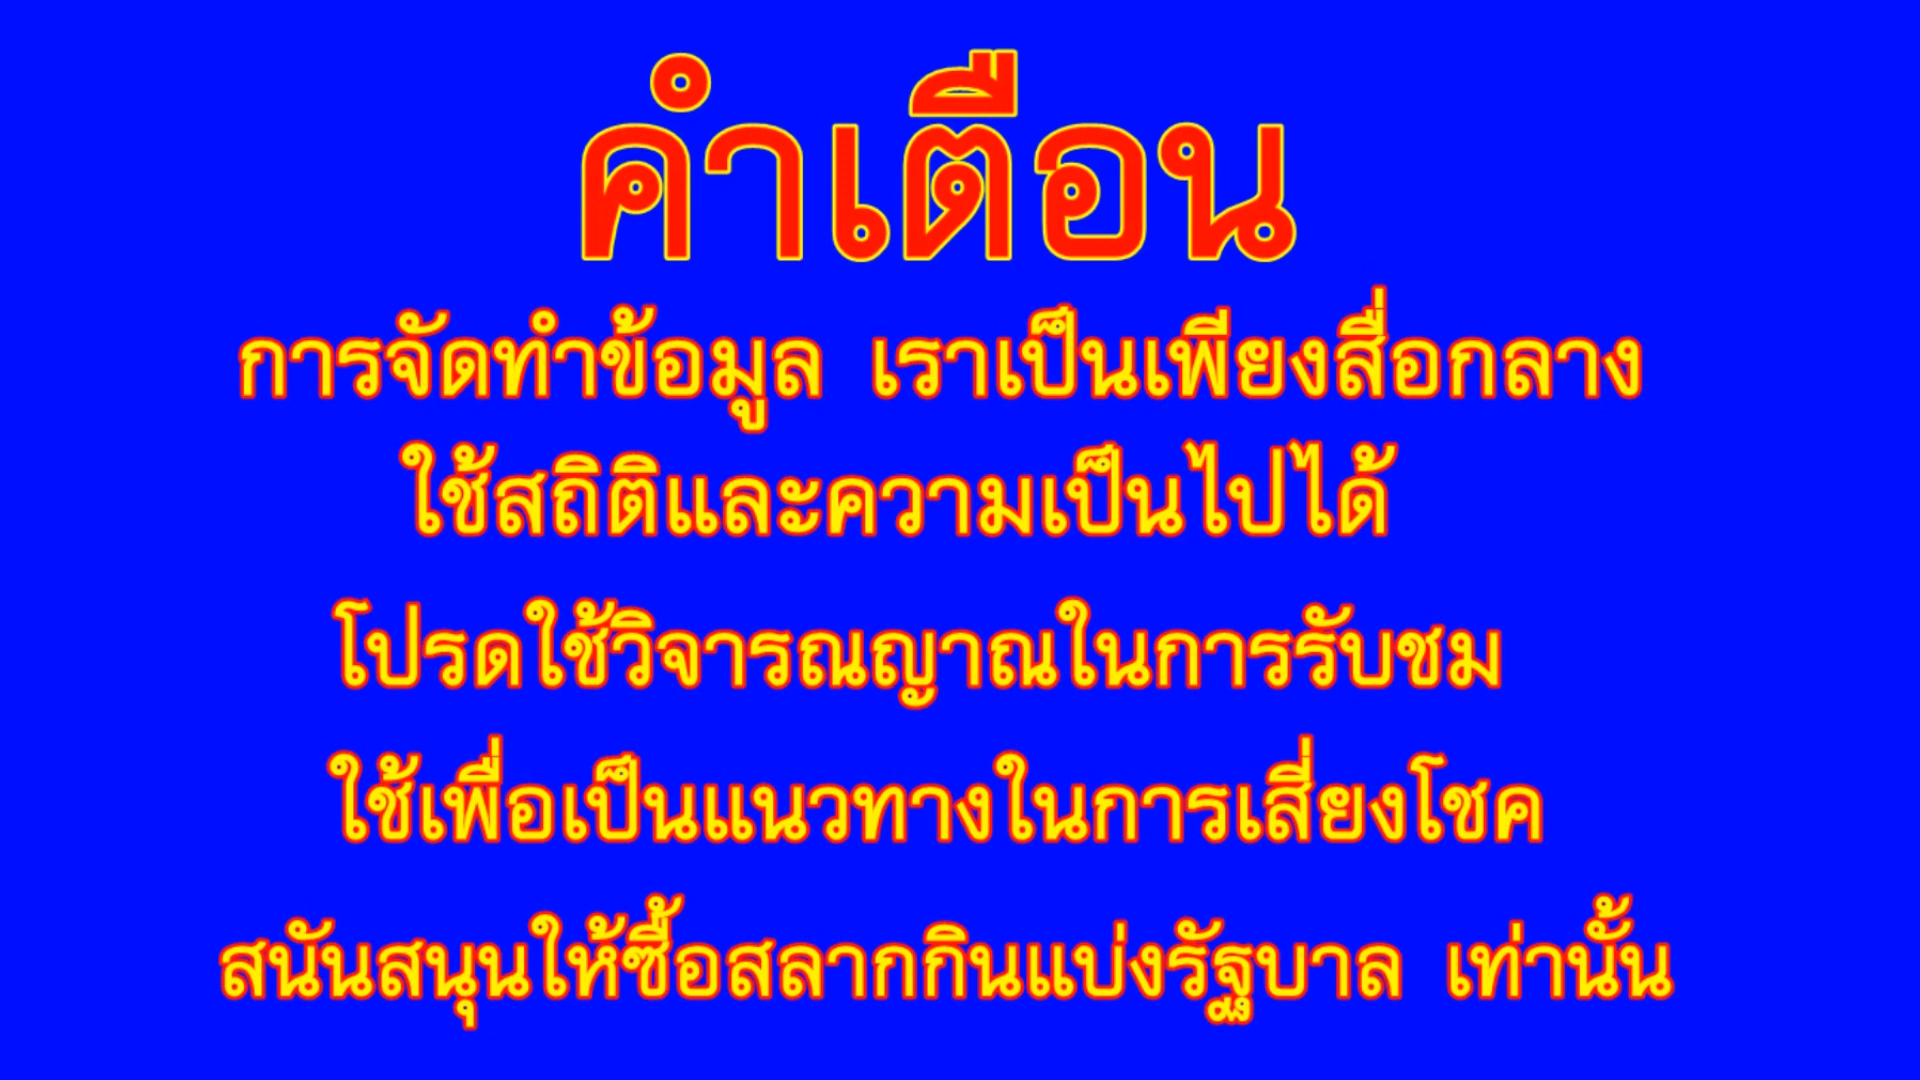 คำเตือน
การจัดทำข้อมูล เราเป็นเพียงสื่อกลาง
ใช้สถิติและความเป็นไปได้
โปรดใช้วิจารณญาณในการรับชม
ใช้เพื่อเป็นแนวทางในการเสี่ยงโชค
สนันสนุนให้ซื้อสลากกินแบ่งรัฐบาล เท่านั้น